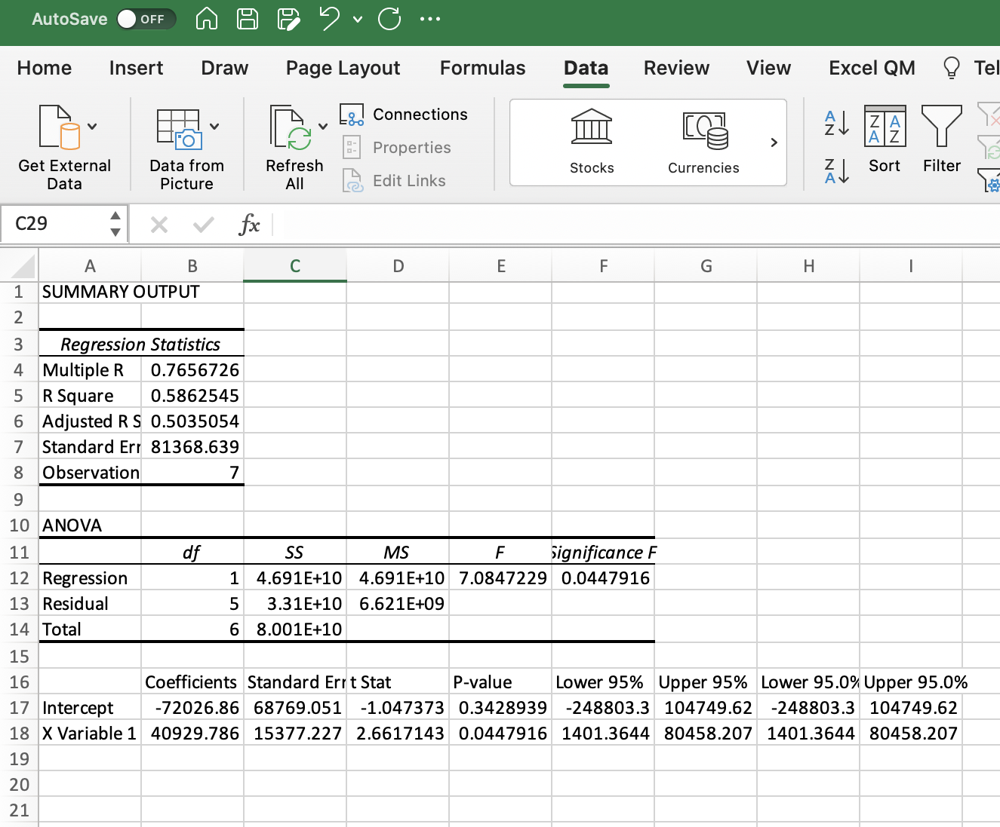 AutoSave OFF
Home Insert Draw Page Layout Formulas Data Review View Excel QM Tel
Get External Data
Data from Picture
Refresh All
Connections
Properties
Edit Links
Stocks
Currencies
A Z
Z A
Z A A Z
Sort
Filter
C29 fx
A B C D E F G H I
1 SUMMARY OUTPUT
2
3 Regression Statistics
4 Multiple R 0.7656726
5 R Square 0.5862545
6 Adjusted R S 0.5035054
7 Standard Err 81368.639
8 Observation 7
9
10 ANOVA
11 df SS MS F Significance F
12 Regression 1 4.691E+10 4.691E+10 7.0847229 0.0447916
13 Residual 5 3.31E+10 6.621E+09
14 Total 6 8.001E+10
15
16 Coefficients Standard Err t Stat P-value Lower 95% Upper 95% Lower 95.0% Upper 95.0%
17 Intercept -72026.86 68769.051 -1.047373 0.3428939 -248803.3 104749.62 -248803.3 104749.62
18 X Variable 1 40929.786 15377.227 2.6617143 0.0447916 1401.3644 80458.207 1401.3644 80458.207
19
20
21